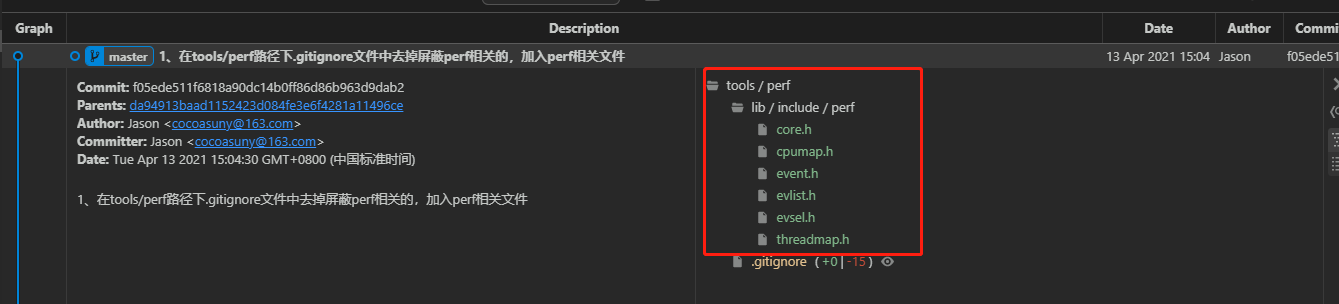 Graph Description Date Author Commi
master 1、在tools/perf路径下.gitignore文件中去掉屏蔽perf相关的，加入perf相关文件 13 Apr 2021 15:04 Jason f05ede51
Commit: f05ede511f6818a90dc14b0ff86d86b963d9dab2
Parents: da94913baad1152423d084fe3e6f4281a11496ce
Author: Jason <cocoasuny@163.com>
Committer: Jason <cocoasuny@163.com>
Date: Tue Apr 13 2021 15:04:30 GMT+0800 (中国标准时间)
1、在tools/perf路径下.gitignore文件中去掉屏蔽perf相关的，加入perf相关文件
tools / perf
lib / include / perf
core.h
cpumap.h
event.h
evlist.h
evsel.h
threadmap.h
.gitignore (+0|-15)